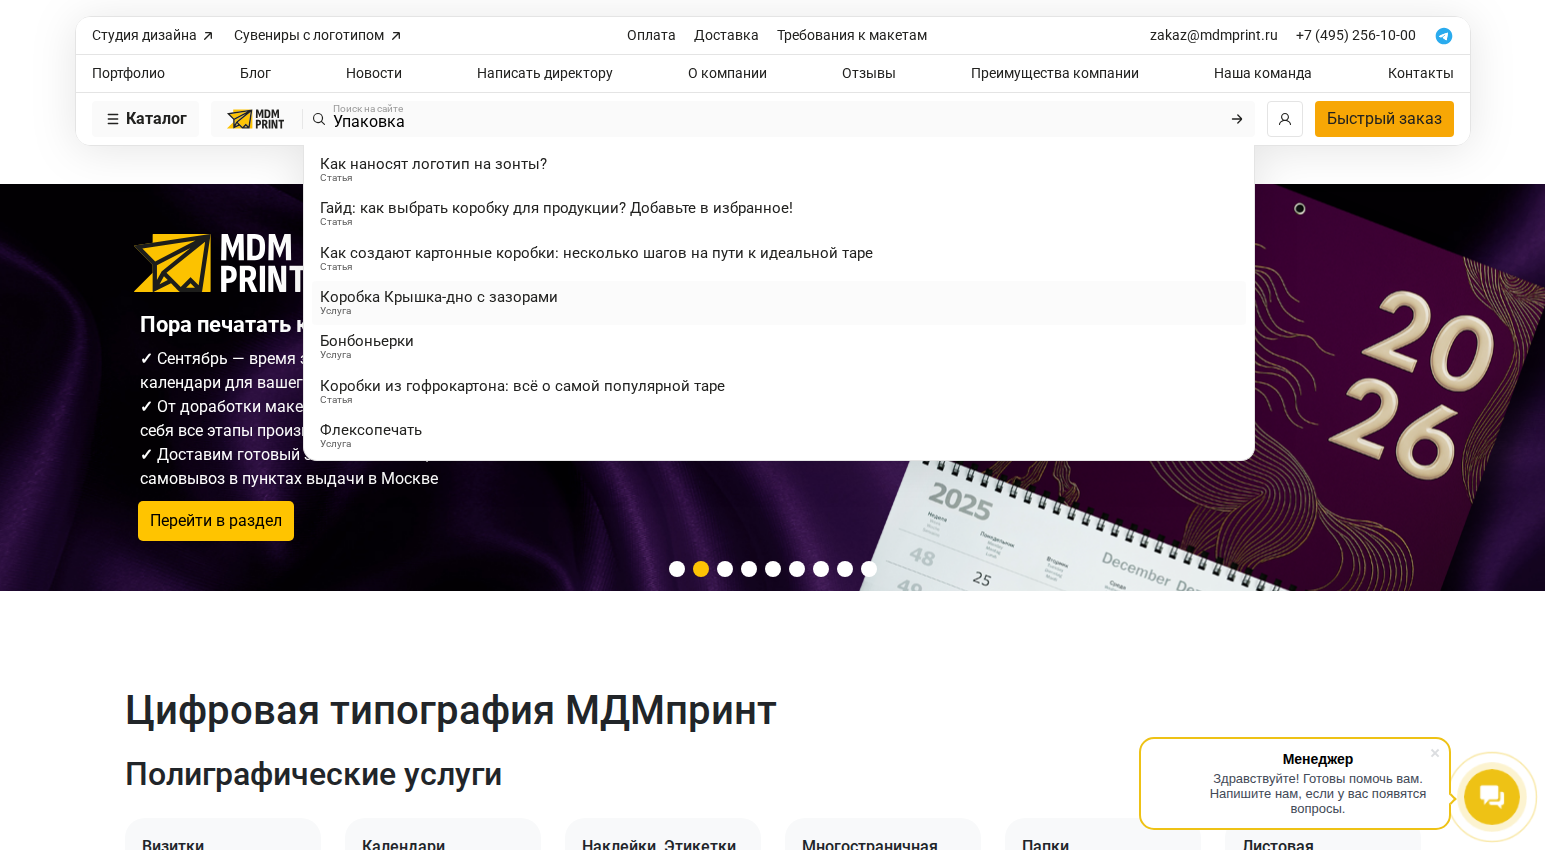 Студия дизайна
Сувениры с логотипом
Оплата
Доставка
Требования к макетам
zakaz@mdmprint.ru
+7 (495) 256-10-00
Портфолио
Блог
Новости
Написать директору
О компании
Отзывы
Преимущества компании
Наша команда
Контакты
Каталог
MDM
PRINT
Поиск на сайте
Упаковка
Быстрый заказ
Как наносят логотип на зонты?
Статья
Гайд: как выбрать коробку для продукции? Добавьте в избранное!
Статья
Как создают картонные коробки: несколько шагов на пути к идеальной таре
Статья
Коробка Крышка-дно с зазорами
Услуга
Бонбоньерки
Услуга
Коробки из гофрокартона: всё о самой популярной таре
Статья
Флексопечать
Услуга
MDM
PRINT
Пора печатать
✓ Сентябрь — время
календари для вашег
✓ От доработки маке
себя все этапы произ
✓ Доставим готовый
самовывоз в пунктах выдачи в Москве
Перейти в раздел
2026
2025
48
49
25
December
Цифровая типография МДМпринт
Полиграфические услуги
Визитки
Календари
Наклейки, Этикетки
Многостраничная
Папки
Листовая
Менеджер
Здравствуйте! Готовы помочь вам.
Напишите нам, если у вас появятся
вопросы.